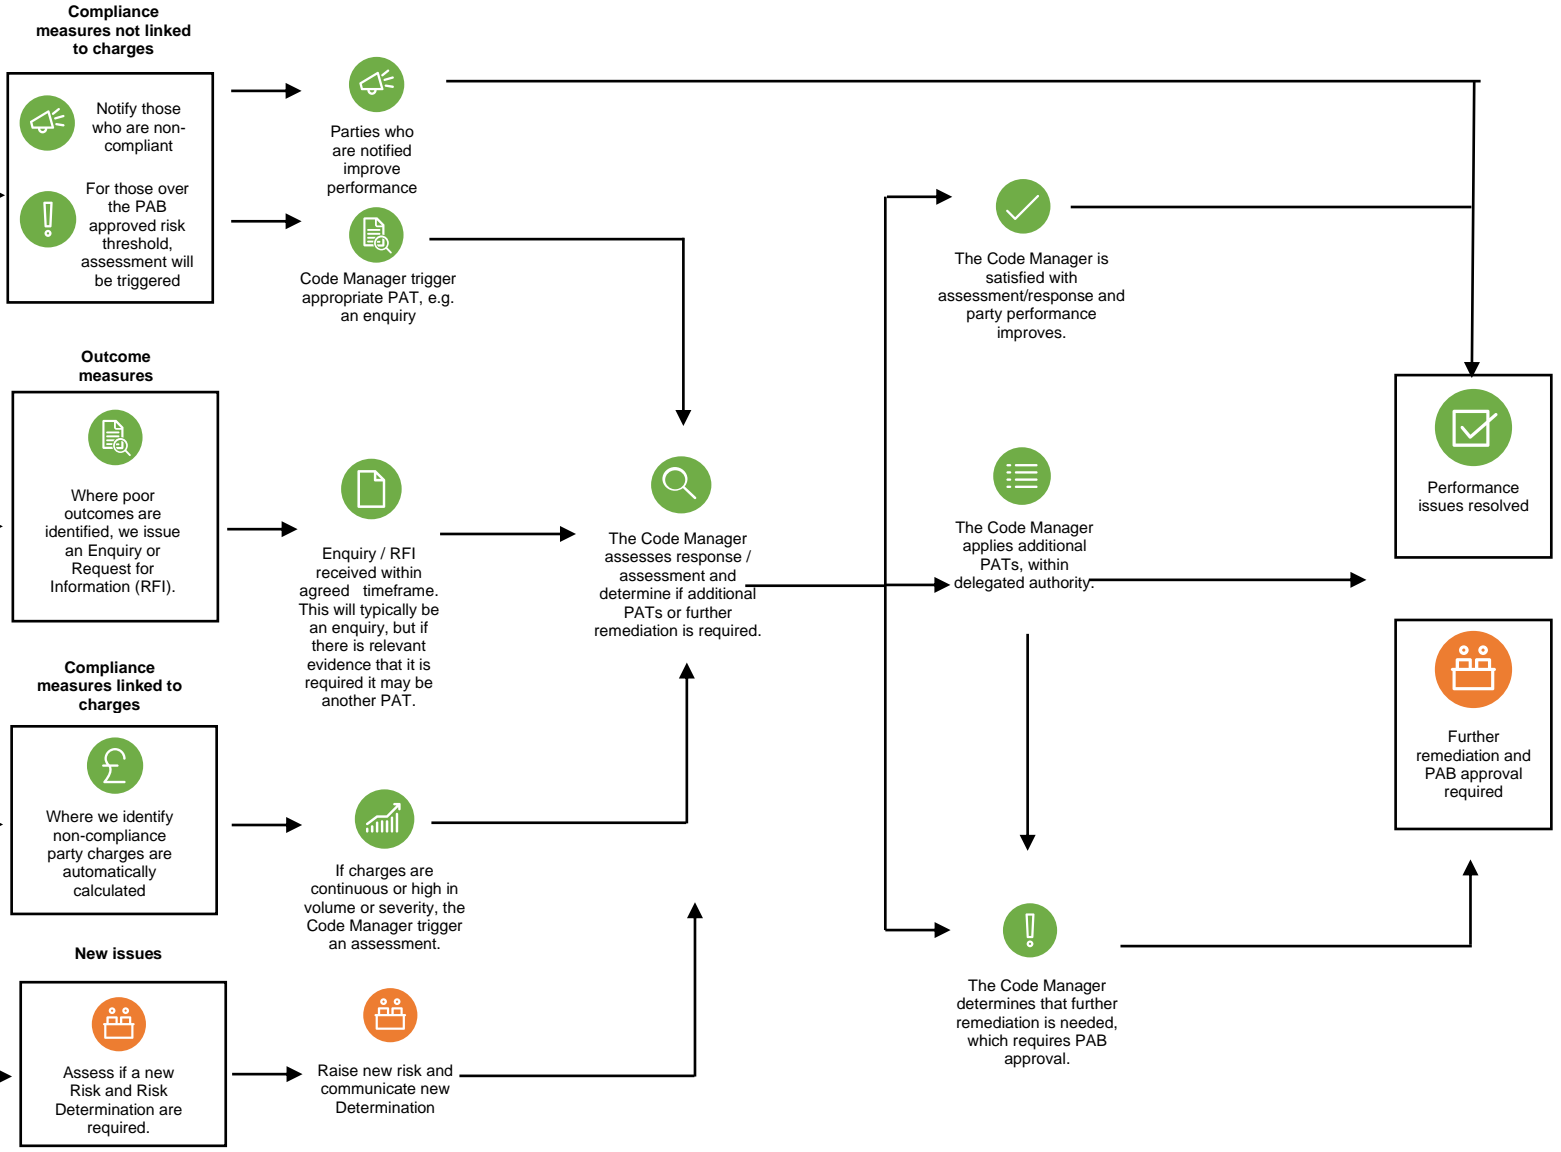 Compliance
measures not linked
to charges
Notify those
who are non-
compliant
For those over
the PAB
approved risk
threshold,
assessment will
be triggered
Parties who
are notified
improve
performance
Code Manager trigger
appropriate PAT, e.g.
an enquiry
Outcome
measures
Where poor
outcomes are
identified, we issue
an Enquiry or
Request for
Information (RFI).
Enquiry / RFI
received within
agreed timeframe.
This will typically be
an enquiry, but if
there is relevant
evidence that it is
required it may be
another PAT.
Compliance
measures linked to
charges
£
Where we identify
non-compliance
party charges are
automatically
calculated
If charges are
continuous or high in
volume or severity, the
Code Manager trigger
an assessment.
New issues
Assess if a new
Risk and Risk
Determination are
required.
Raise new risk and
communicate new
Determination
The Code Manager
assesses response /
assessment and
determine if additional
PATs or further
remediation is required.
The Code Manager is
satisfied with
assessment/response and
party performance
improves.
The Code Manager
applies additional
PATs, within
delegated authority.
The Code Manager
determines that further
remediation is needed,
which requires PAB
approval.
Performance
issues resolved
Further
remediation and
PAB approval
required